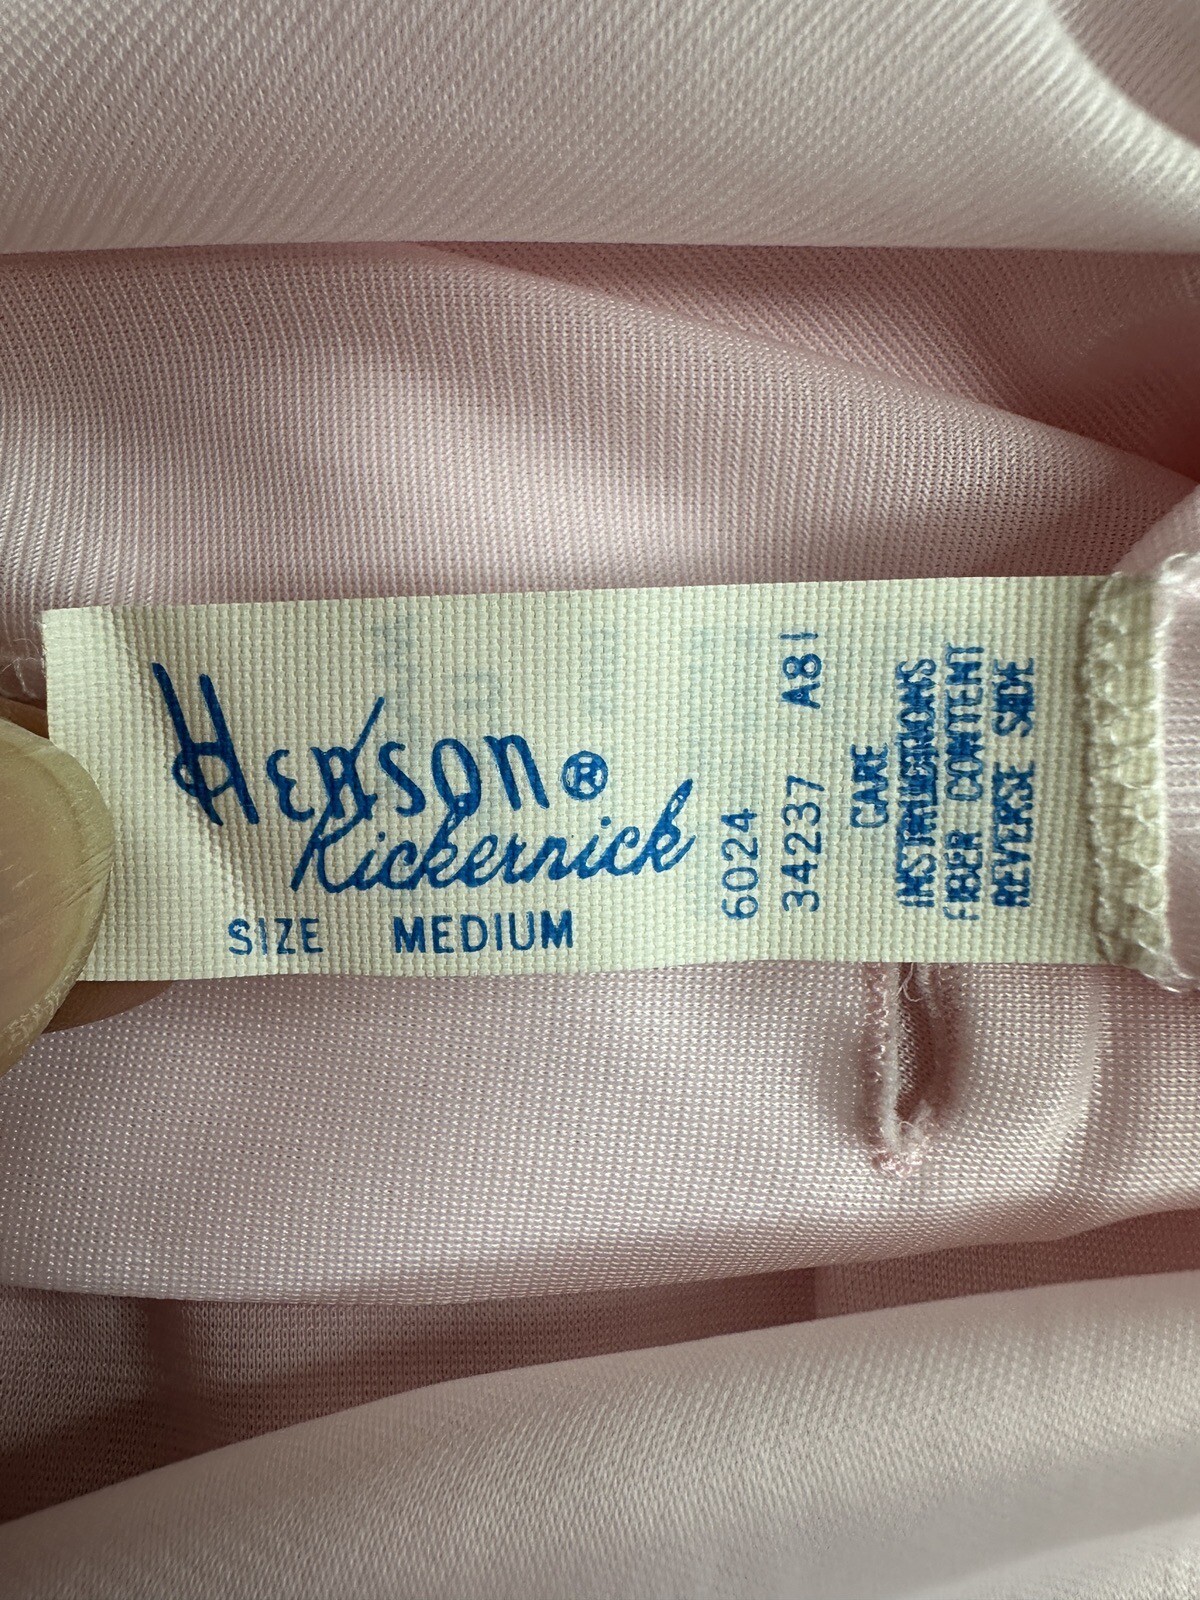 Henson®
Kickernick
SIZE MEDIUM
6024
34237 A81
CARE
INSTRUCTIONS
FIBER CONTENT
REVERSE SIDE